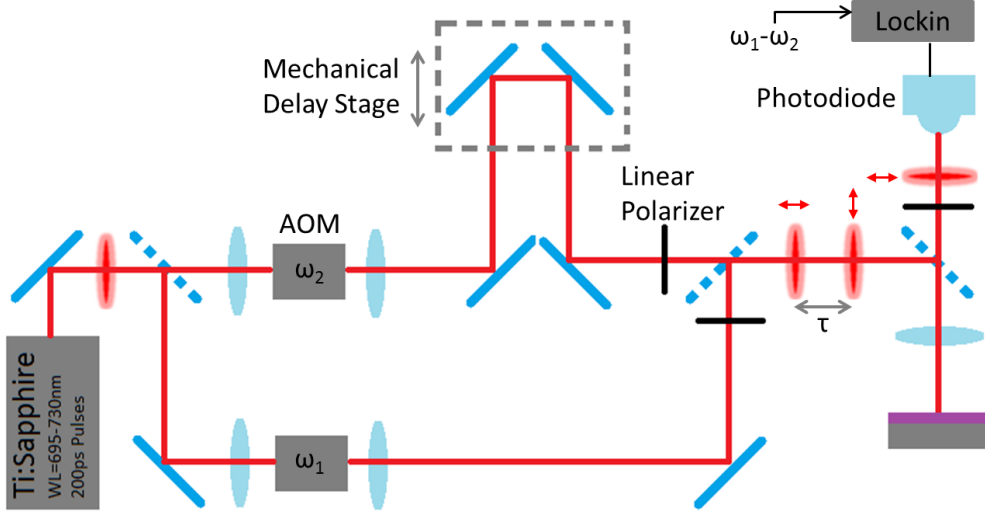 Lockin
ω₁-ω₂
Mechanical
Delay Stage
Photodiode
Linear
Polarizer
AOM
ω₂
τ
Ti:Sapphire
WL=695-730nm
200ps Pulses
ω₁